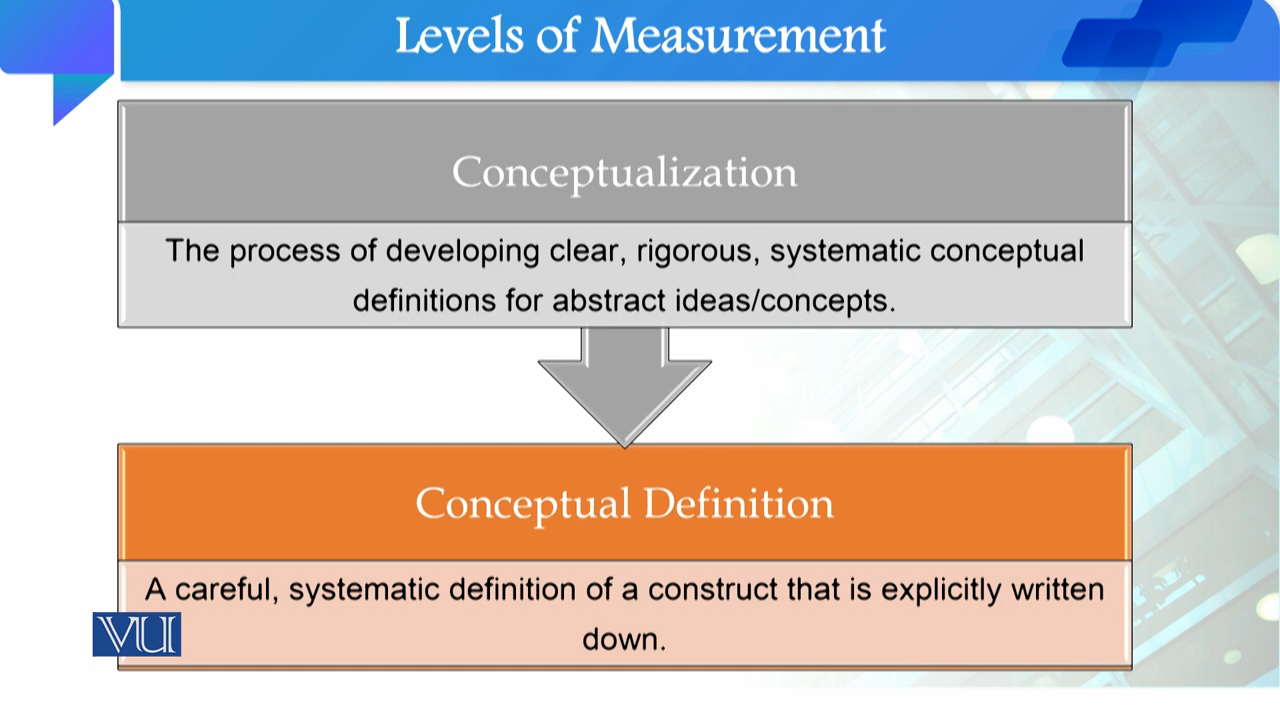 Levels of Measurement
Conceptualization
The process of developing clear, rigorous, systematic conceptual
definitions for abstract ideas/concepts.
Conceptual Definition
A careful, systematic definition of a construct that is explicitly written
down.
VU